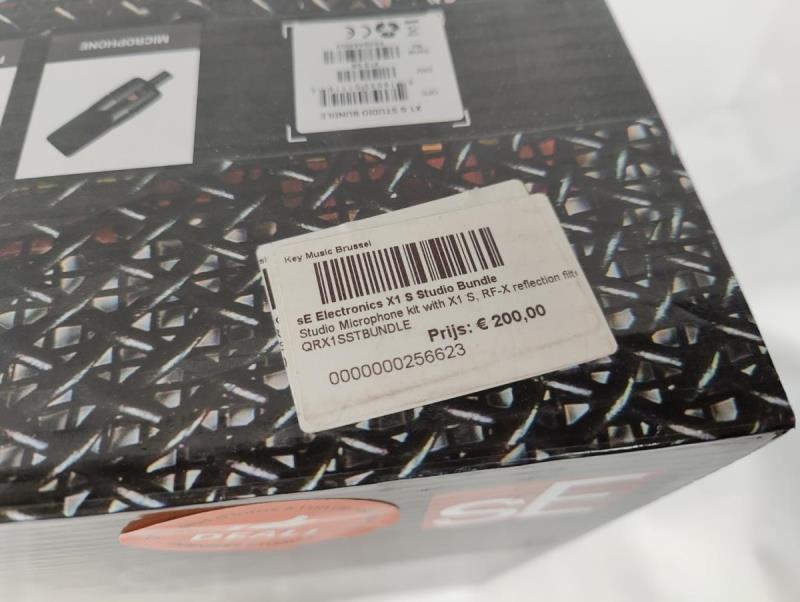 MICROPHONE
X1 S STUDIO BUNDLE
Key Music Brussel
sE Electronics X1 S Studio Bundle
Studio Microphone kit with X1 S, RF-X reflection filt
QRX1SSTBUNDLE
Prijs: € 200,00
0000000256623
DEAL!
sE